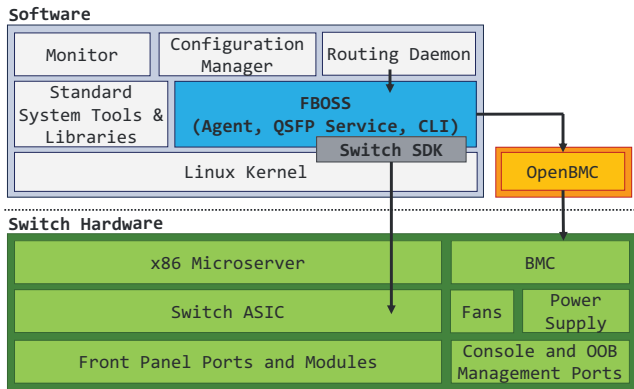 Software
Monitor
Configuration
Manager
Routing Daemon
Standard
System Tools &
Libraries
FBOSS
(Agent, QSFP Service, CLI)
Switch SDK
Linux Kernel
OpenBMC
Switch Hardware
x86 Microserver
BMC
Switch ASIC
Fans
Power
Supply
Front Panel Ports and Modules
Console and OOB
Management Ports